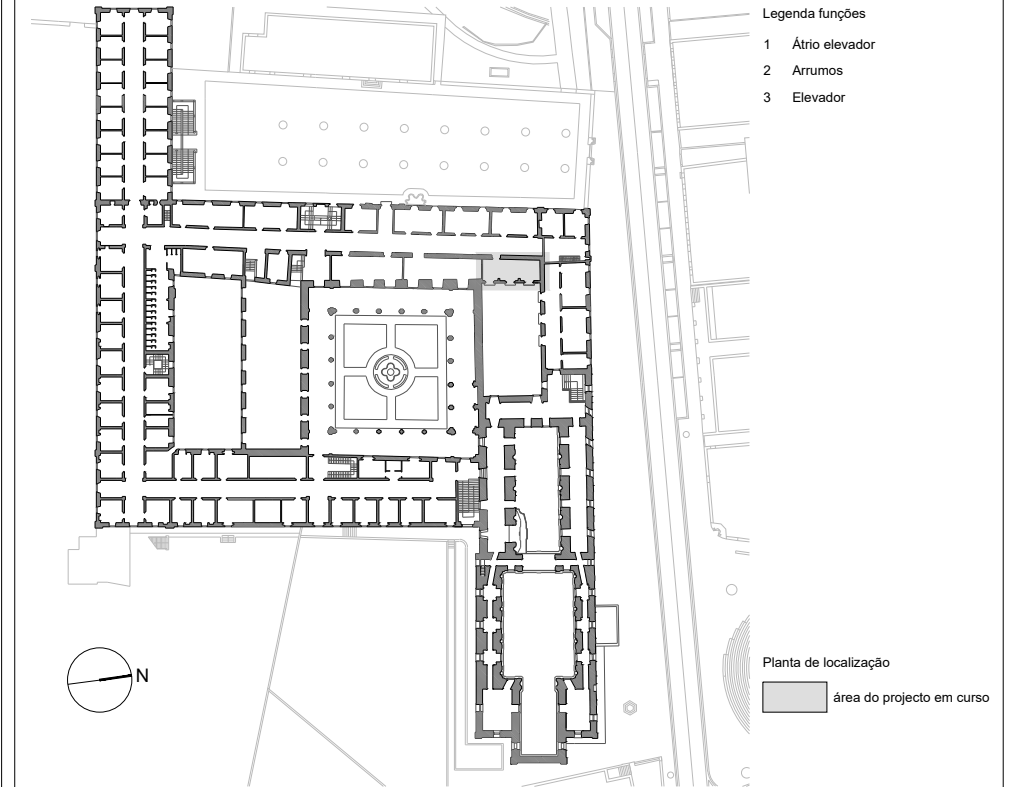 Legenda funções
1 Átrio elevador
2 Arrumos
3 Elevador
N
Planta de localização
área do projecto em curso